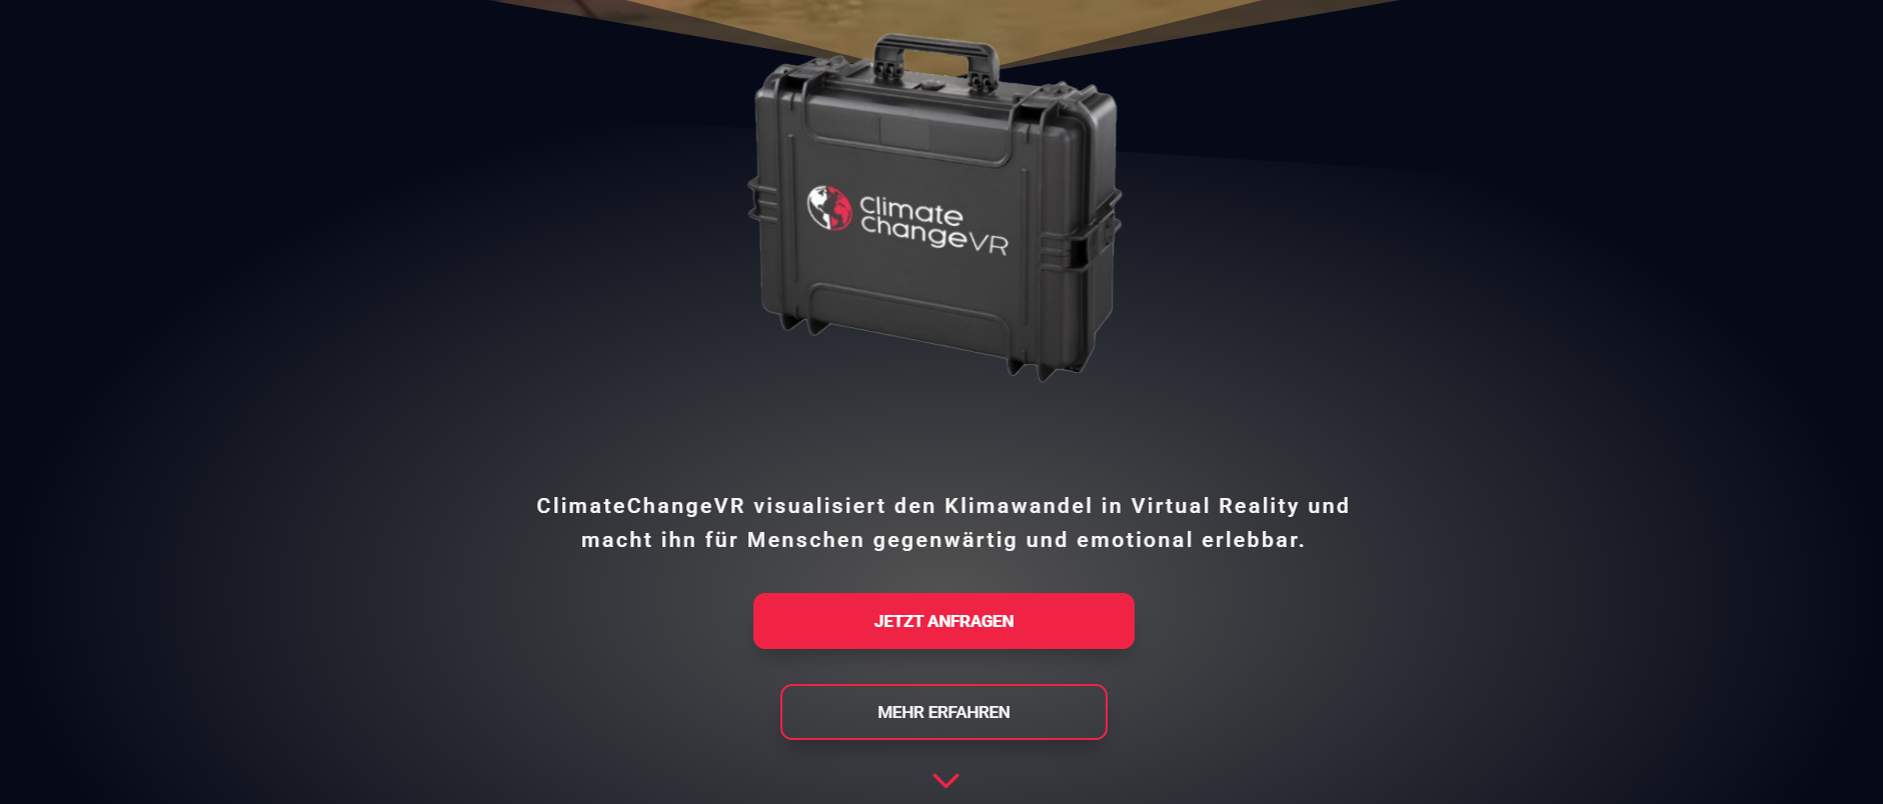 Climate
ChangeVR
ClimateChangeVR visualisiert den Klimawandel in Virtual Reality und
macht ihn für Menschen gegenwärtig und emotional erlebbar.
JETZT ANFRAGEN
MEHR ERFAHREN